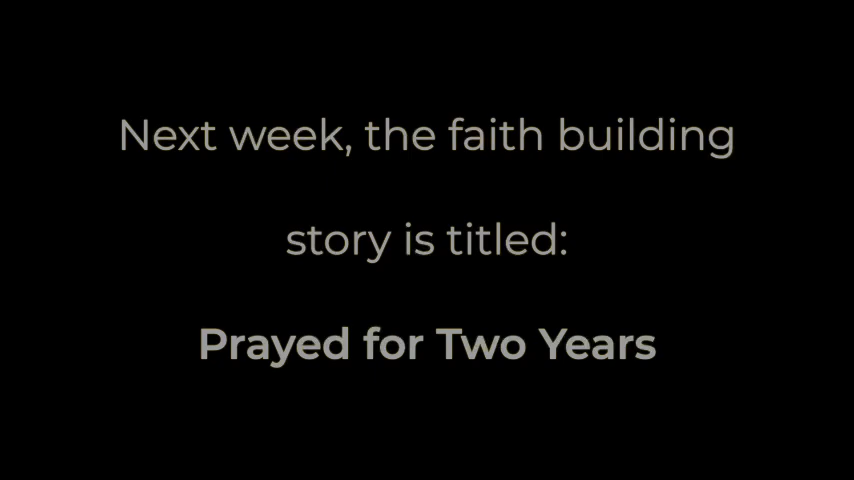 Next week, the faith building
story is titled:
Prayed for Two Years